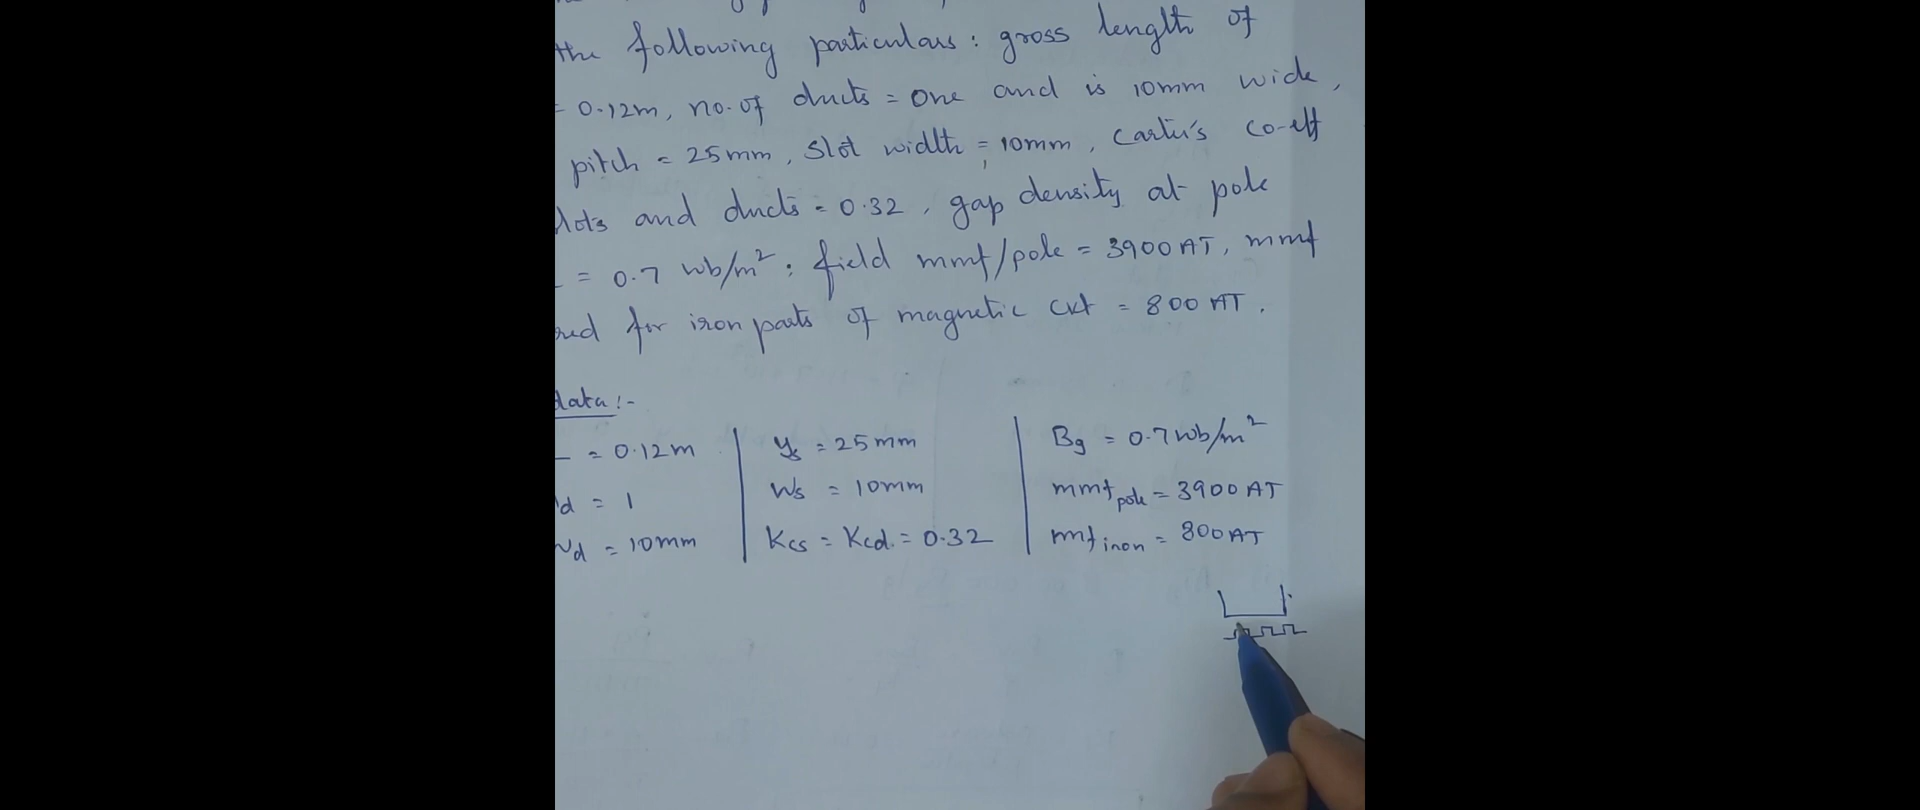 the following particulars : gross length of
= 0.12m, no. of ducts = one and is 10mm wide,
pitch = 25mm, slot width = 10mm, Carter's co-eff
lots and ducts = 0.32, gap density at pole
= 0.7 wb/m²; field mmf/pole = 3900 AT, mmf
red for iron parts of magnetic ckt = 800 AT.
data :-
= 0.12m
d = 1
Wd = 10mm
ys = 25mm
Ws = 10mm
Kcs = Kcd = 0.32
Bg = 0.7 wb/m²
mmf pole = 3900 AT
mmf iron = 800 AT